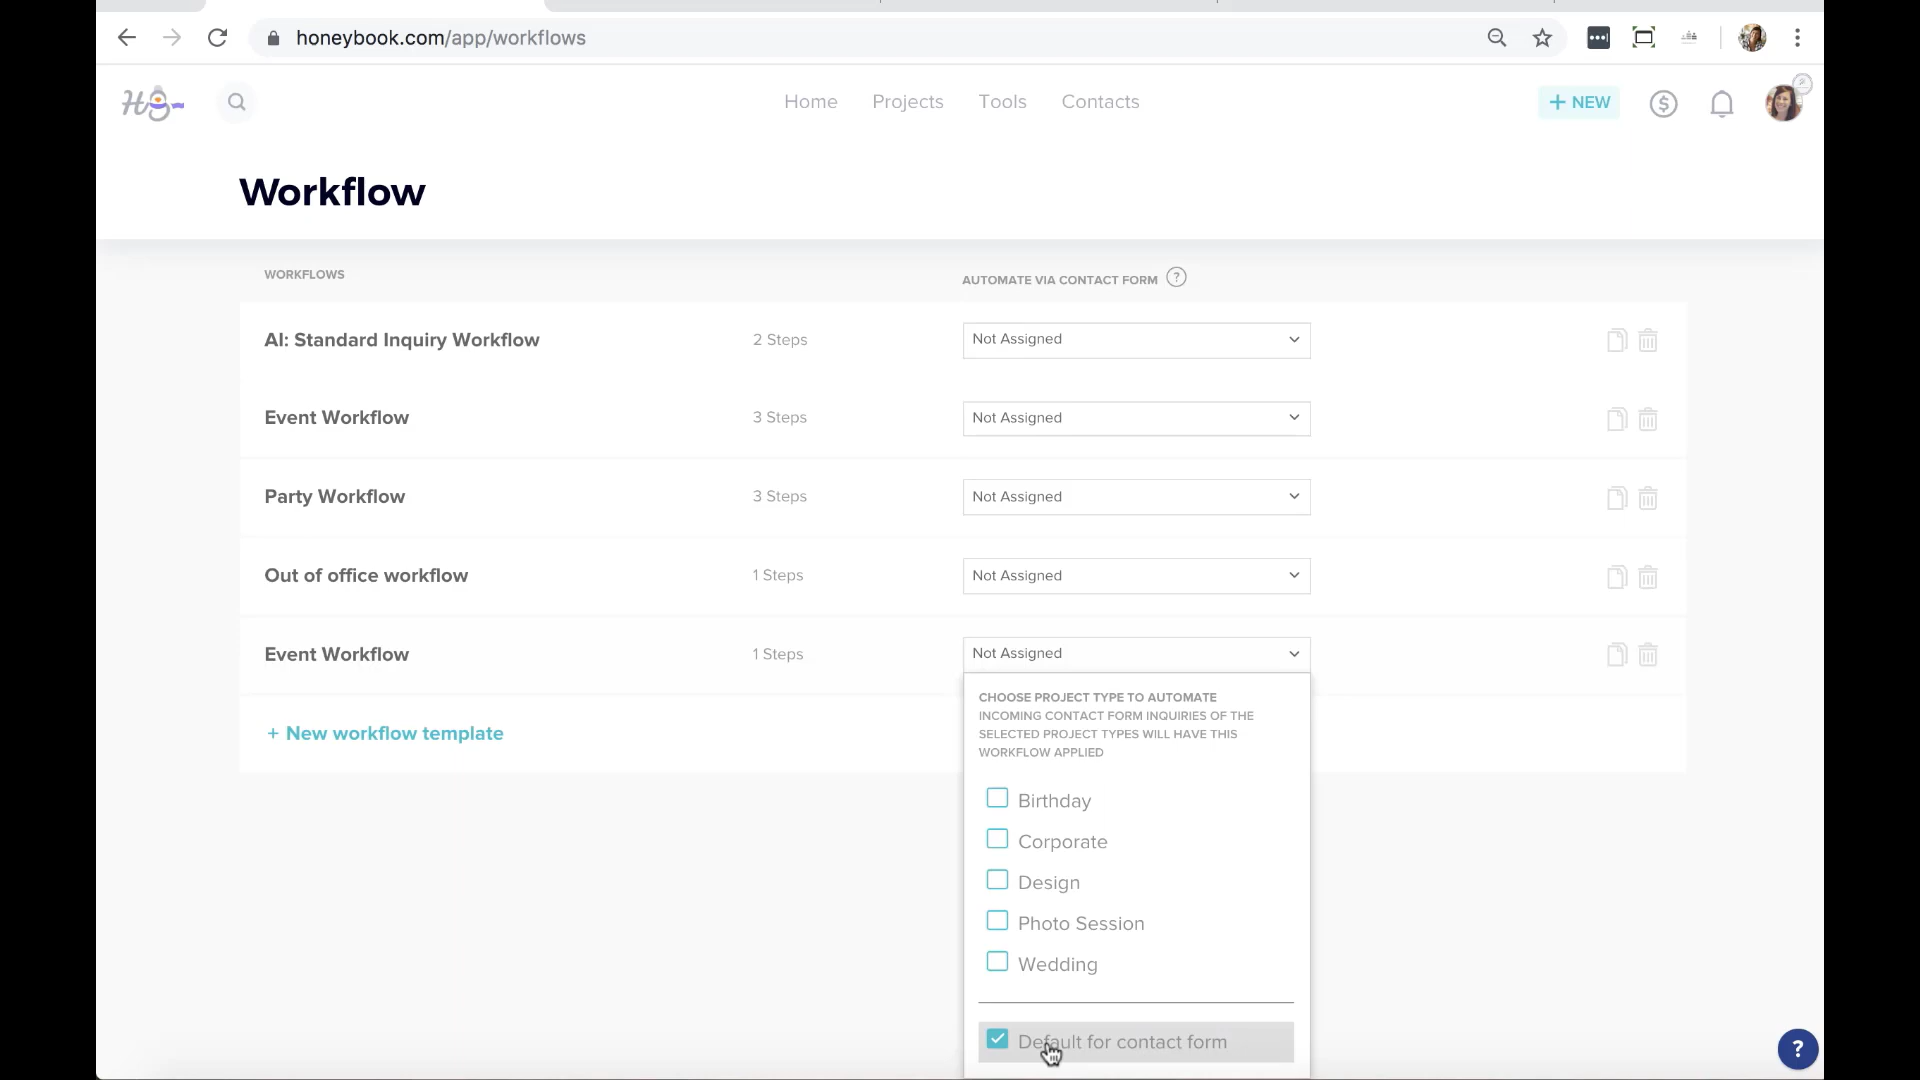 honeybook.com/app/workflows
Home Projects Tools Contacts
+ NEW
Workflow
WORKFLOWS
AUTOMATE VIA CONTACT FORM ?
AI: Standard Inquiry Workflow 2 Steps Not Assigned
Event Workflow 3 Steps Not Assigned
Party Workflow 3 Steps Not Assigned
Out of office workflow 1 Steps Not Assigned
Event Workflow 1 Steps Not Assigned
+ New workflow template
CHOOSE PROJECT TYPE TO AUTOMATE
INCOMING CONTACT FORM INQUIRIES OF THE
SELECTED PROJECT TYPES WILL HAVE THIS
WORKFLOW APPLIED
Birthday
Corporate
Design
Photo Session
Wedding
Default for contact form
?